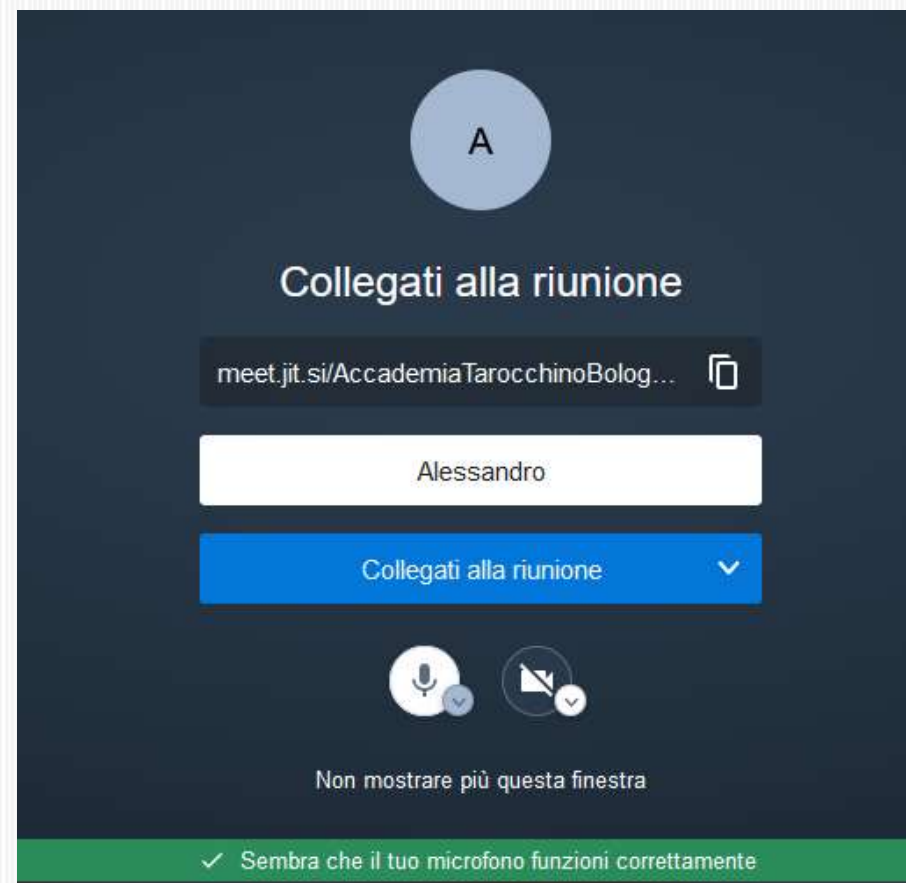 A
Collegati alla riunione
meet.jit.si/AccademiaTarocchinoBolog...
Alessandro
Collegati alla riunione
Non mostrare più questa finestra
Sembra che il tuo microfono funzioni correttamente